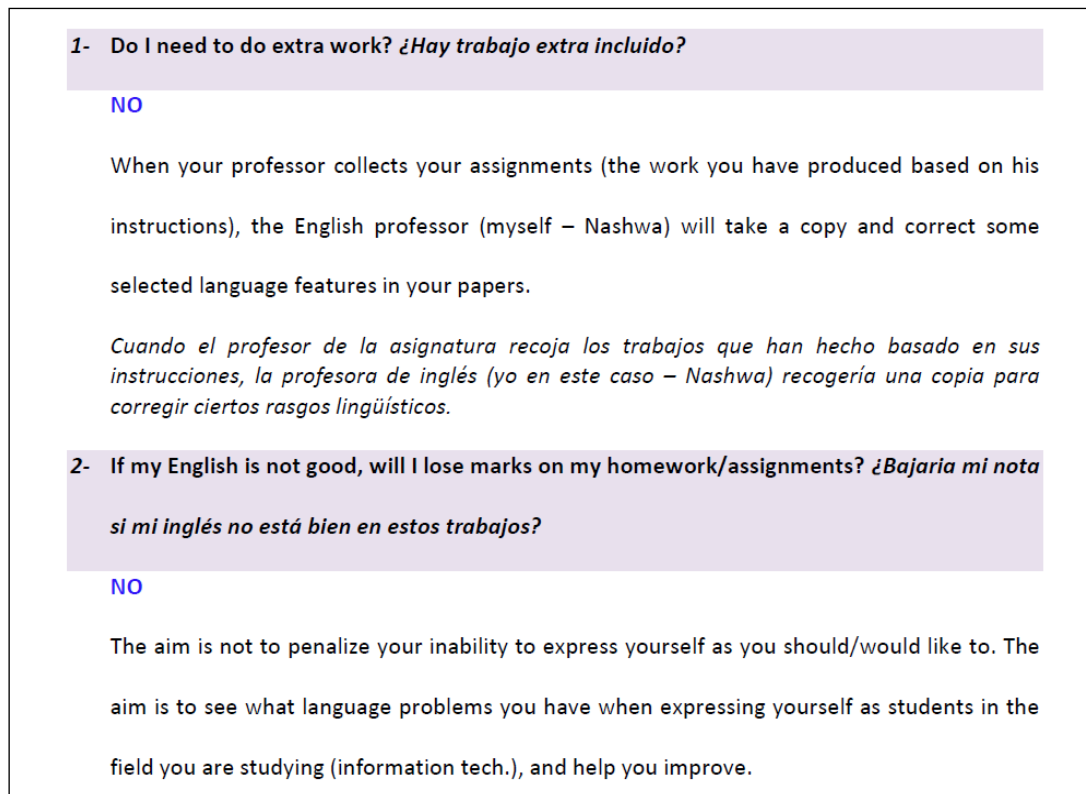 1- Do I need to do extra work? ¿Hay trabajo extra incluido?
NO
When your professor collects your assignments (the work you have produced based on his
instructions), the English professor (myself – Nashwa) will take a copy and correct some
selected language features in your papers.
Cuando el profesor de la asignatura recoja los trabajos que han hecho basado en sus
instrucciones, la profesora de inglés (yo en este caso – Nashwa) recogería una copia para
corregir ciertos rasgos lingüísticos.
2- If my English is not good, will I lose marks on my homework/assignments? ¿Bajaria mi nota
si mi inglés no está bien en estos trabajos?
NO
The aim is not to penalize your inability to express yourself as you should/would like to. The
aim is to see what language problems you have when expressing yourself as students in the
field you are studying (information tech.), and help you improve.